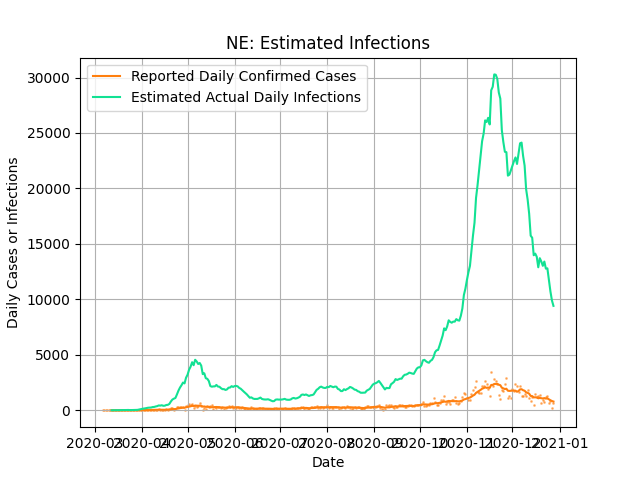 NE: Estimated Infections
Reported Daily Confirmed Cases
Estimated Actual Daily Infections
Daily Cases or Infections
30000
25000
20000
15000
10000
5000
0
2020-03 2020-04 2020-05 2020-06 2020-07 2020-08 2020-09 2020-10 2020-11 2020-12 2021-01
Date